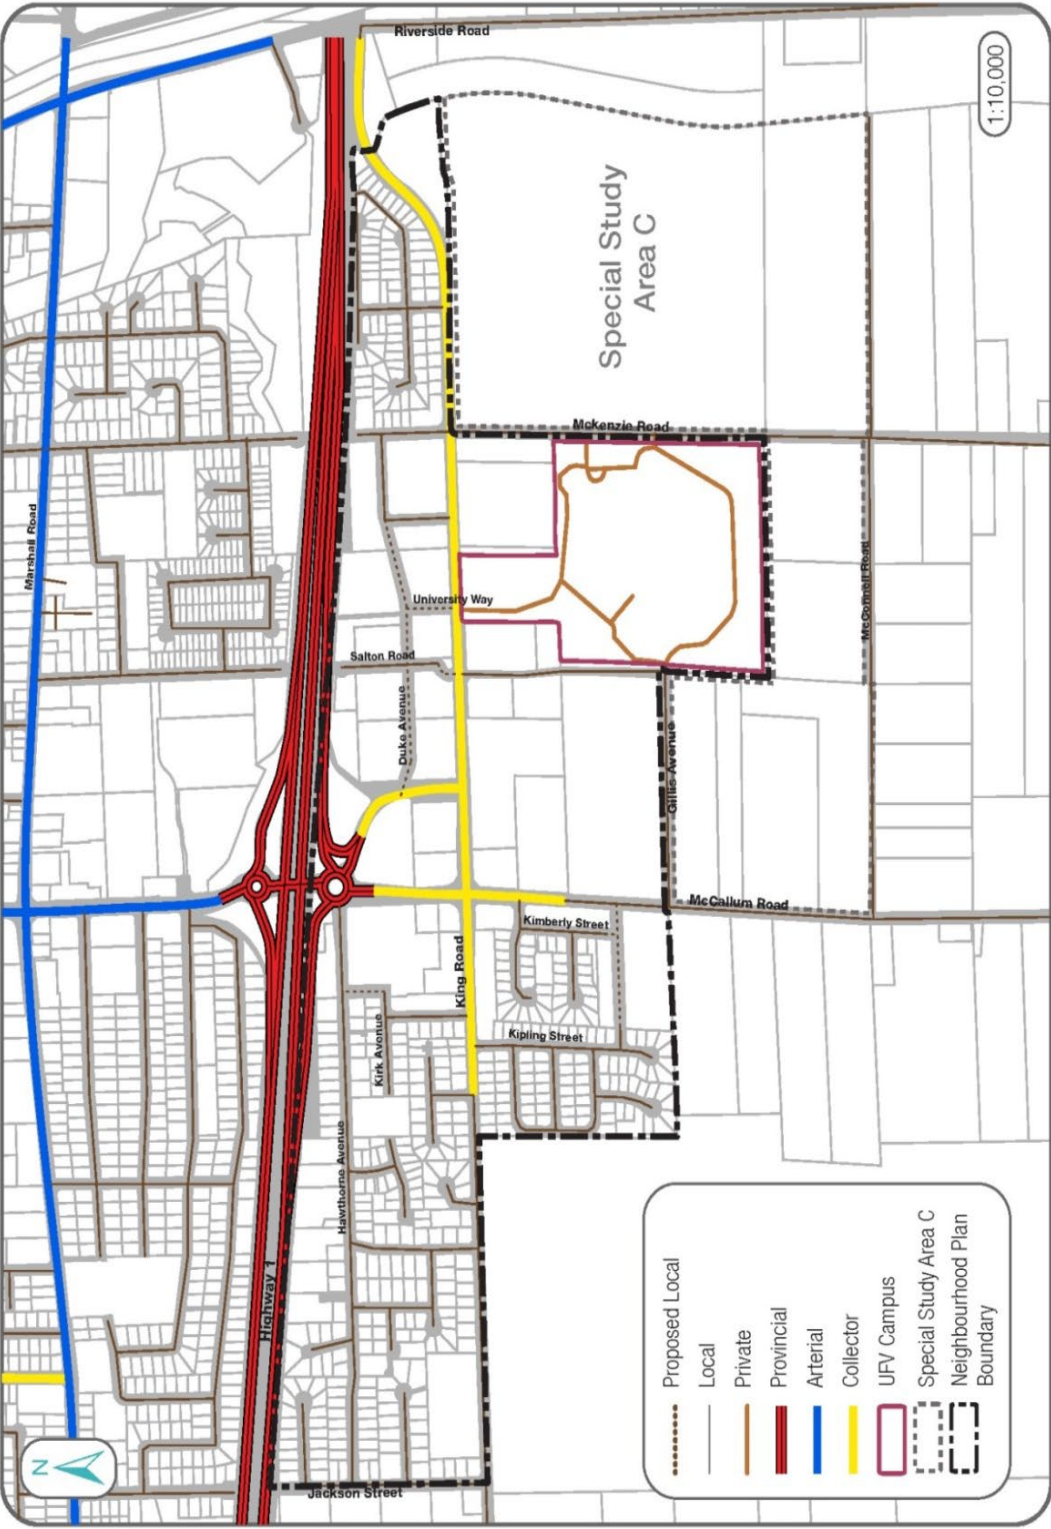 Riverside Road
1:10,000
Special Study
Area C
Mckenzie Road
Marshall Road
University Way
McConnell Road
Salton Road
Duke Avenue
Gillis Avenue
McCallum Road
Kimberly Street
King Road
Kipling Street
Kirk Avenue
Hawthorne Avenue
Highway 1
Jackson Street
N
Proposed Local
Local
Private
Provincial
Arterial
Collector
UFV Campus
Special Study Area C
Neighbourhood Plan
Boundary